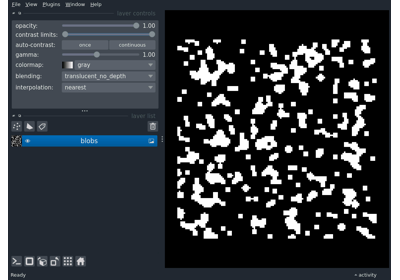 File View Plugins Window Help
layer controls
opacity: 1.00
contrast limits:
auto-contrast: once continuous
gamma: 1.00
colormap: gray
blending: translucent_no_depth
interpolation: nearest
layer list
blobs
Ready activity